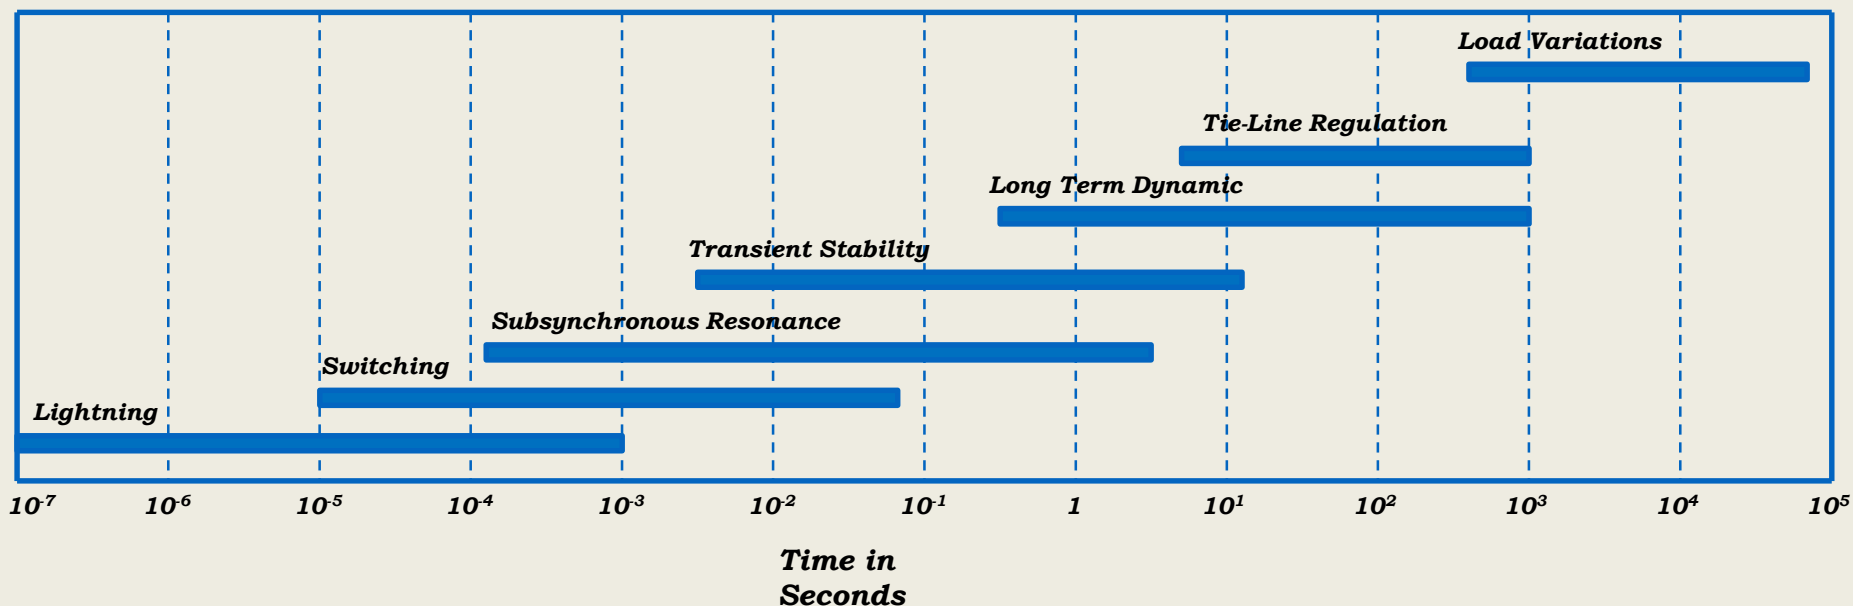 Load Variations
Tie-Line Regulation
Long Term Dynamic
Transient Stability
Subsynchronous Resonance
Switching
Lightning
10⁻⁷ 10⁻⁶ 10⁻⁵ 10⁻⁴ 10⁻³ 10⁻² 10⁻¹ 1 10¹ 10² 10³ 10⁴ 10⁵
Time in
Seconds